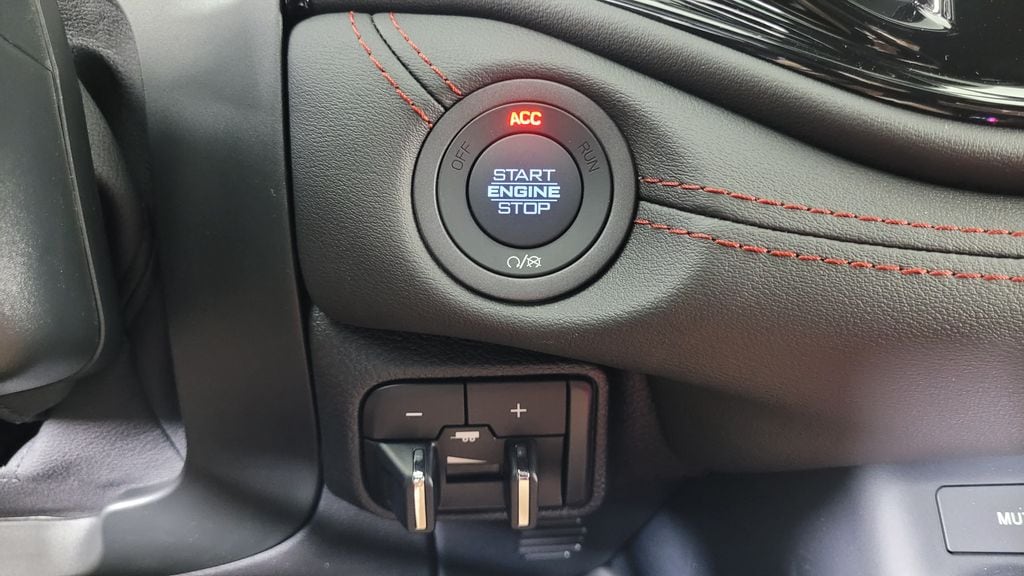 ACC
OFF
RUN
START
ENGINE
STOP
- +